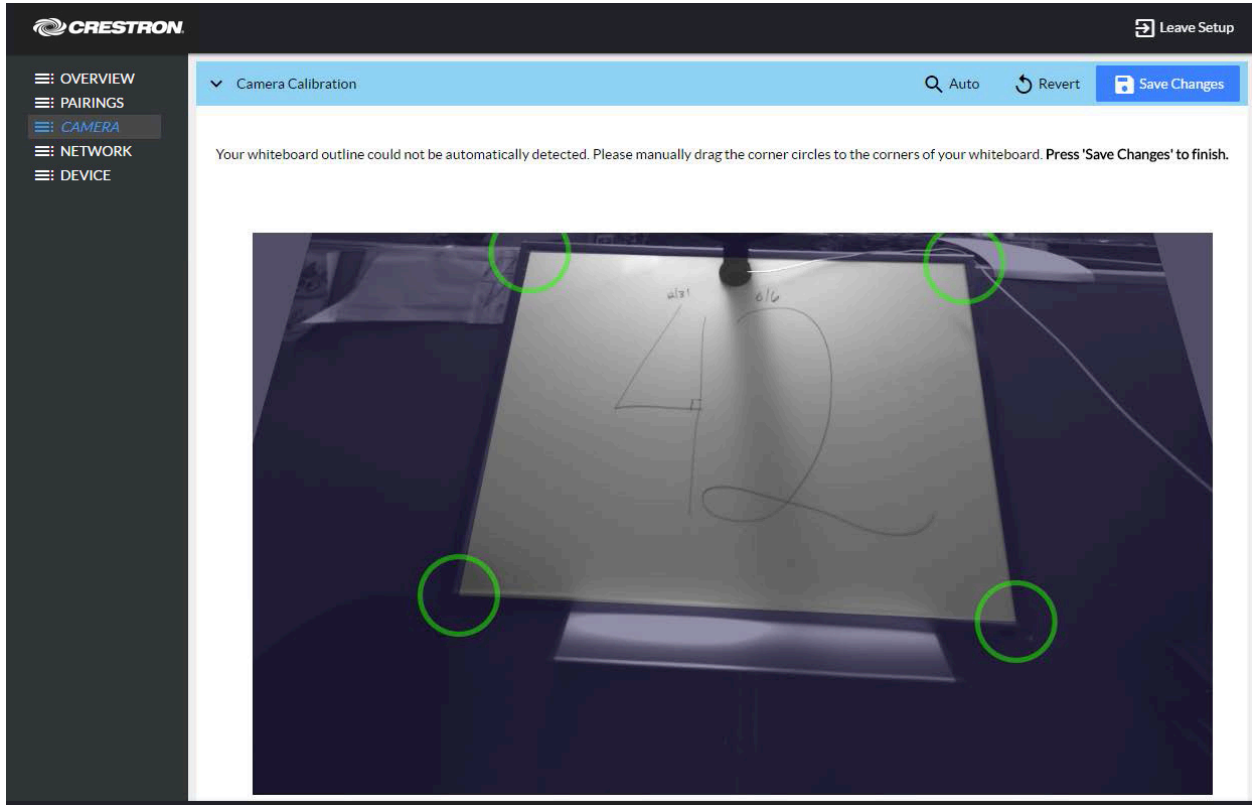 CRESTRON
Leave Setup
OVERVIEW
PAIRINGS
CAMERA
NETWORK
DEVICE
Camera Calibration
Auto
Revert
Save Changes
Your whiteboard outline could not be automatically detected. Please manually drag the corner circles to the corners of your whiteboard. Press 'Save Changes' to finish.
42